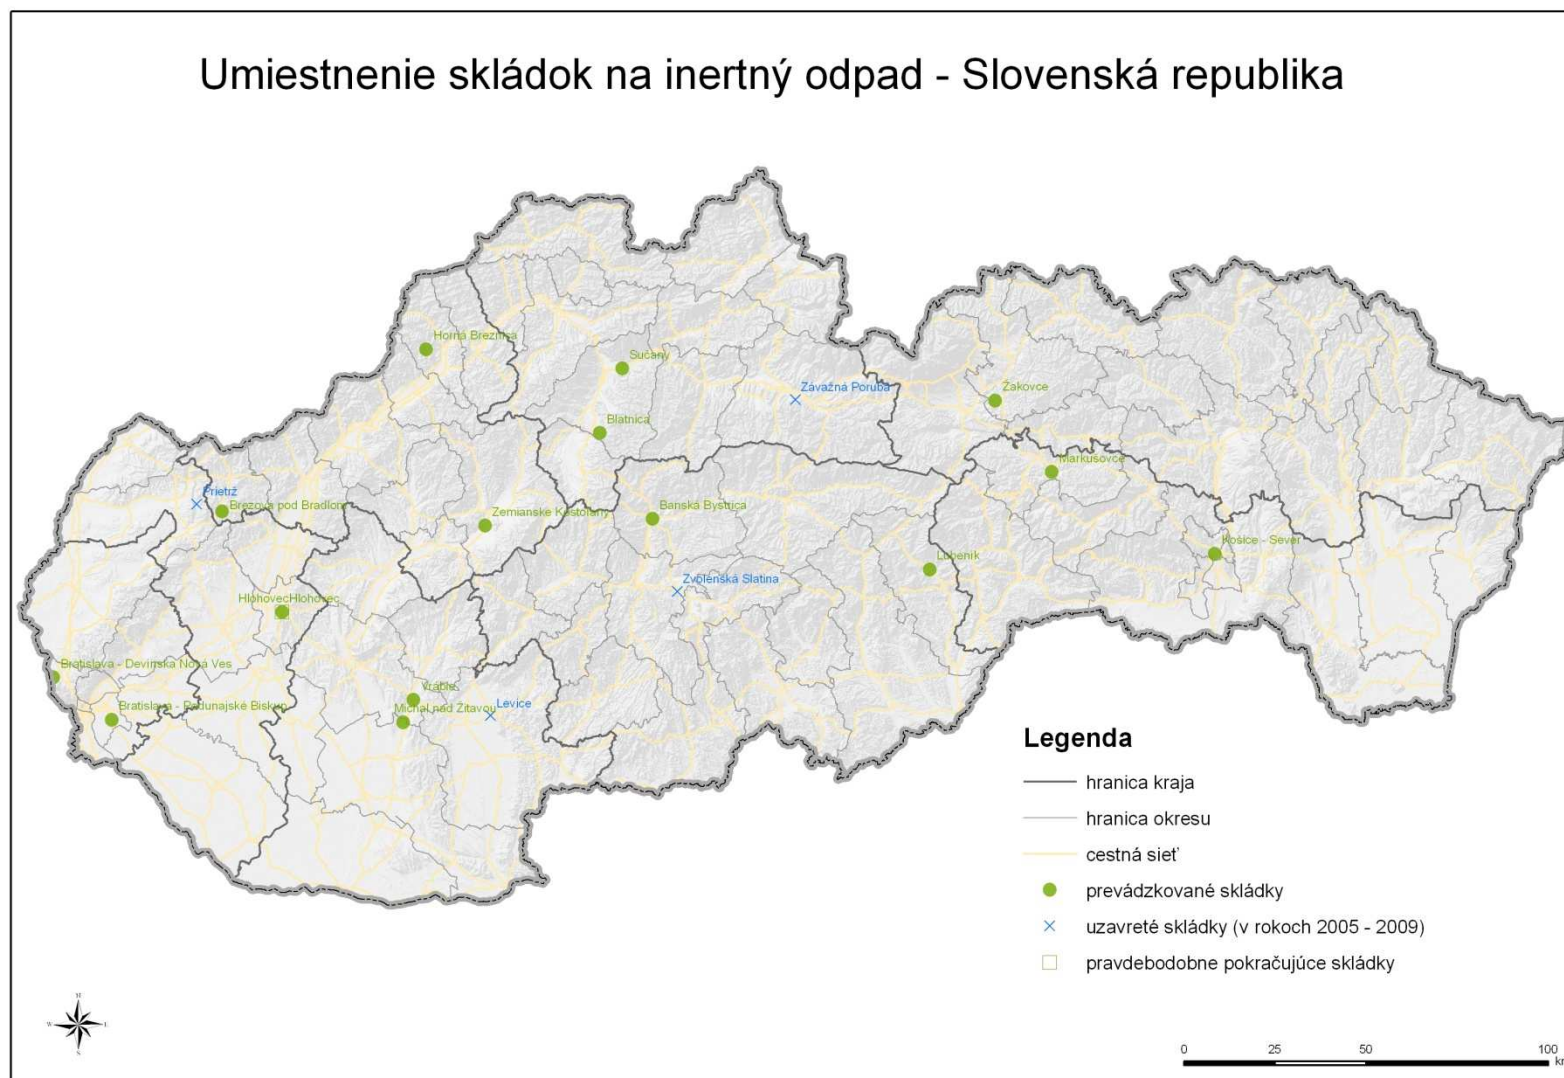 Umiestnenie skládok na inertný odpad - Slovenská republika
Horná Breznica
Sučany
Závažná Poruba
Žakovce
Blatnica
Markušovce
Prietrž
Brezová pod Bradlom
Zemianske Kostoľany
Banská Bystrica
Košice - Sever
Lubeník
Zvolenská Slatina
HlohovecHlohovec
Bratislava - Devínska Nová Ves
Vráble
Bratislava - Podunajské Biskup
Michal nad Žitavou
Levice
Legenda
hranica kraja
hranica okresu
cestná sieť
prevádzkované skládky
uzavreté skládky (v rokoch 2005 - 2009)
pravdebodobne pokračujúce skládky
W
S
0 25 50 100
km